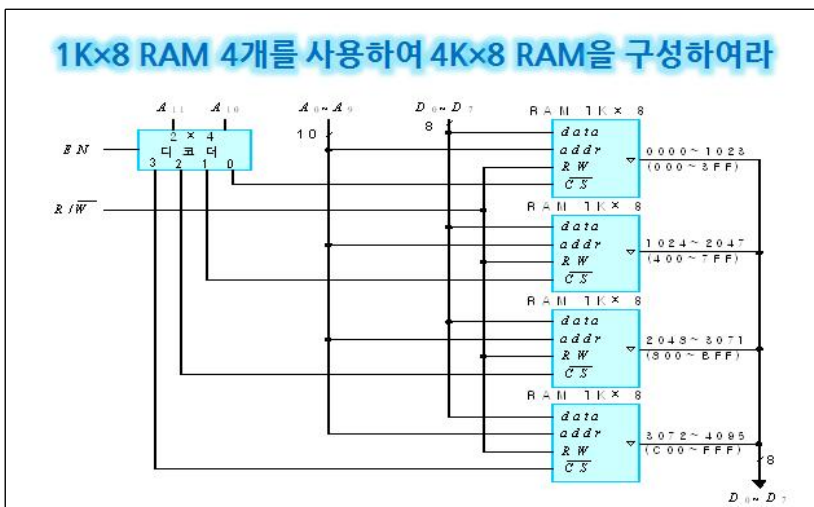 1K×8 RAM 4개를 사용하여 4K×8 RAM을 구성하여라
A11 A10 A0~A9 D0~D7
10
8
EN
2 × 4
디 코 더
3 2 1 0
R/W̅
RAM 1K × 8
data
addr
RW
C̅S̅
0000~1023
(000~3FF)
RAM 1K × 8
data
addr
RW
C̅S̅
1024~2047
(400~7FF)
RAM 1K × 8
data
addr
RW
C̅S̅
2048~3071
(800~BFF)
RAM 1K × 8
data
addr
RW
C̅S̅
3072~4095
(C00~FFF)
8
D0~D7